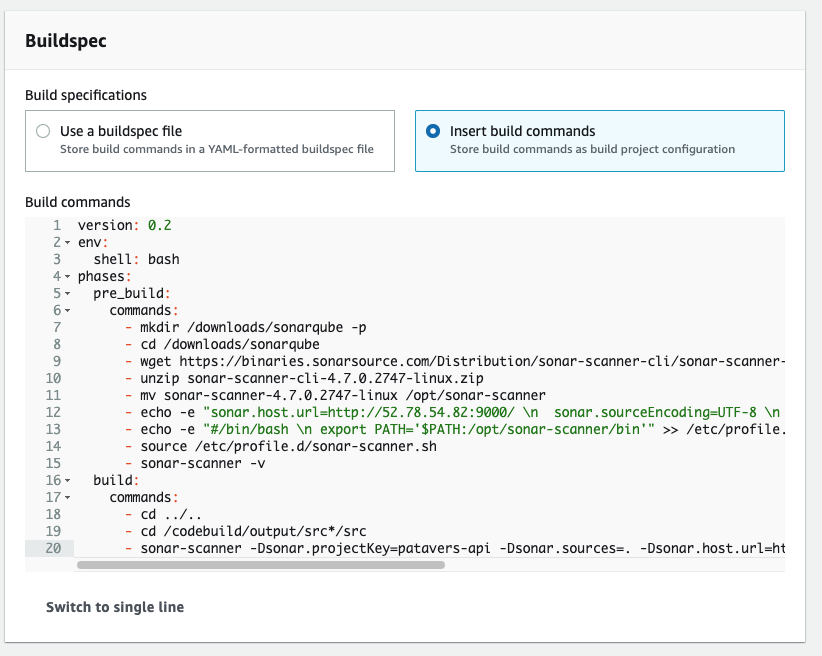 Buildspec
Build specifications
Use a buildspec file
Store build commands in a YAML-formatted buildspec file
Insert build commands
Store build commands as build project configuration
Build commands
1 version: 0.2
2 env:
3 shell: bash
4 phases:
5 pre_build:
6 commands:
7 - mkdir /downloads/sonarqube -p
8 - cd /downloads/sonarqube
9 - wget https://binaries.sonarsource.com/Distribution/sonar-scanner-cli/sonar-scanner-
10 - unzip sonar-scanner-cli-4.7.0.2747-linux.zip
11 - mv sonar-scanner-4.7.0.2747-linux /opt/sonar-scanner
12 - echo -e "sonar.host.url=http://52.78.54.82:9000/ \n  sonar.sourceEncoding=UTF-8 \n
13 - echo -e "#/bin/bash \n export PATH='$PATH:/opt/sonar-scanner/bin'" >> /etc/profile.
14 - source /etc/profile.d/sonar-scanner.sh
15 - sonar-scanner -v
16 build:
17 commands:
18 - cd ../..
19 - cd /codebuild/output/src*/src
20 - sonar-scanner -Dsonar.projectKey=patavers-api -Dsonar.sources=. -Dsonar.host.url=ht
Switch to single line